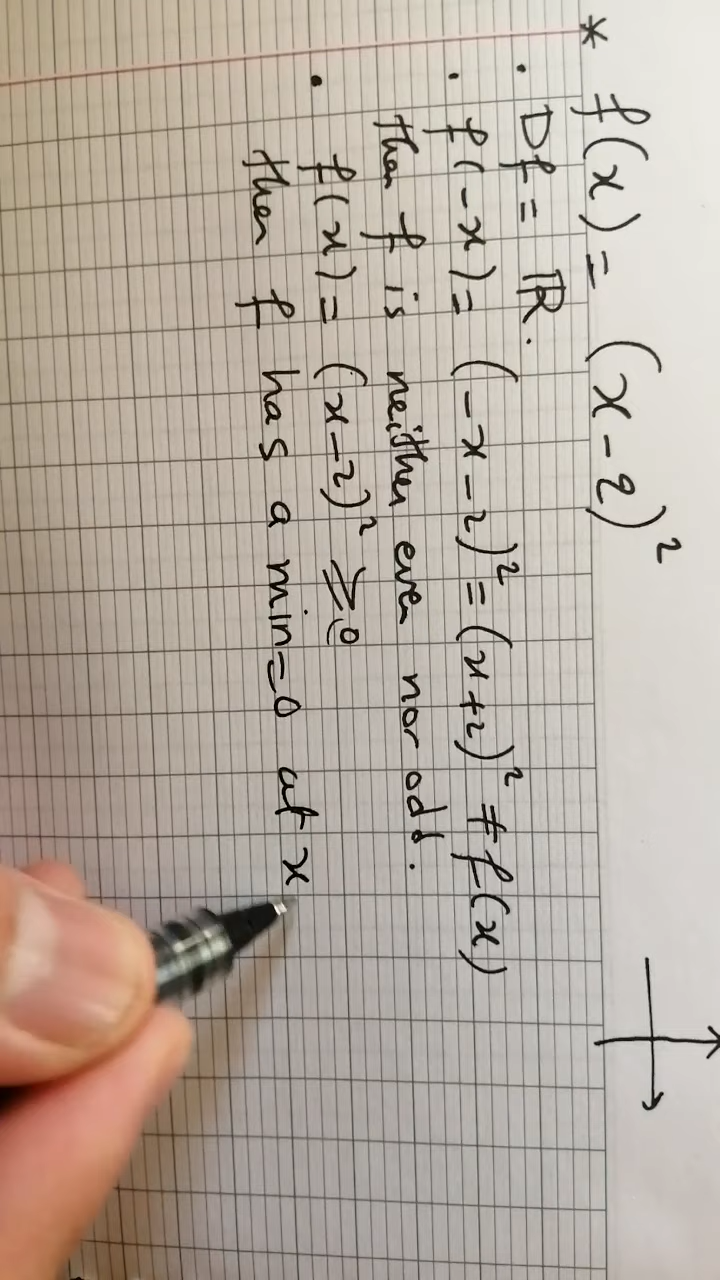 * f(x) = (x - 2)²
• Df = ℝ.
• f(-x) = (-x-2)² = (x+2)² ≠ f(x)
then f is neither even nor odd.
• f(x) = (x-2)² ≥ 0
then f has a min = 0 at x